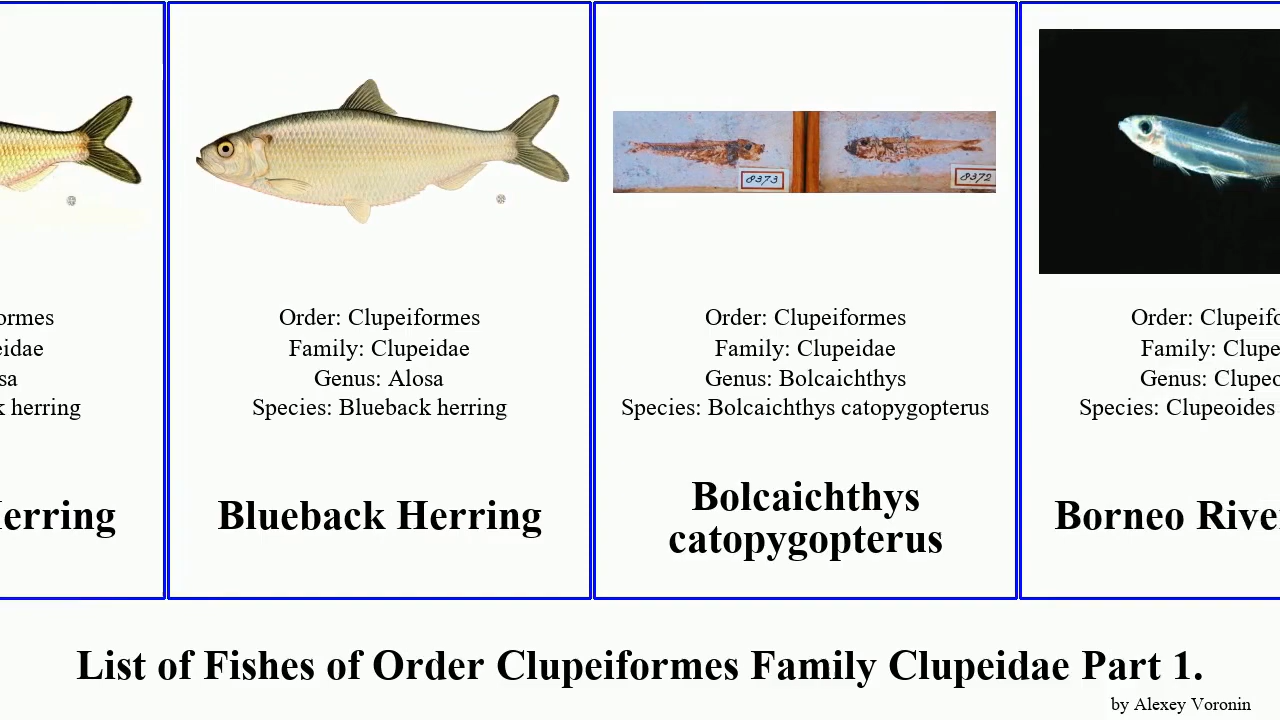 ormes
eidae
sa
k herring
erring
Order: Clupeiformes
Family: Clupeidae
Genus: Alosa
Species: Blueback herring
Blueback Herring
8373
8372
Order: Clupeiformes
Family: Clupeidae
Genus: Bolcaichthys
Species: Bolcaichthys catopygopterus
Bolcaichthys
catopygopterus
Order: Clupeifo
Family: Clupe
Genus: Clupeo
Species: Clupeoides
Borneo Rive
List of Fishes of Order Clupeiformes Family Clupeidae Part 1.
by Alexey Voronin